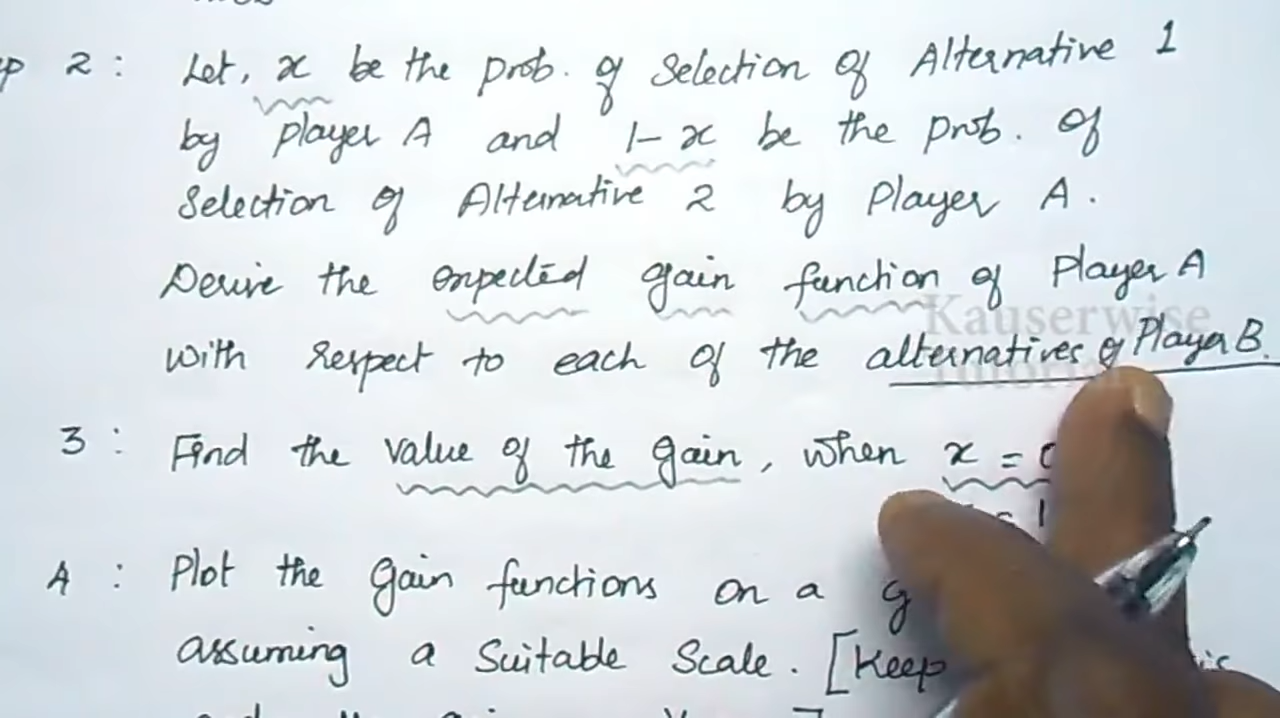 2 : Let, x be the prob. of Selection of Alternative 1
by player A and 1-x be the prob. of
Selection of Alternative 2 by Player A.
Derive the expected gain function of Player A
Kauserwise
with respect to each of the alternatives of Player B.
3 : Find the value of the gain, when x =
= 1
4 : Plot the gain functions on a
assuming a Suitable Scale. [Keep